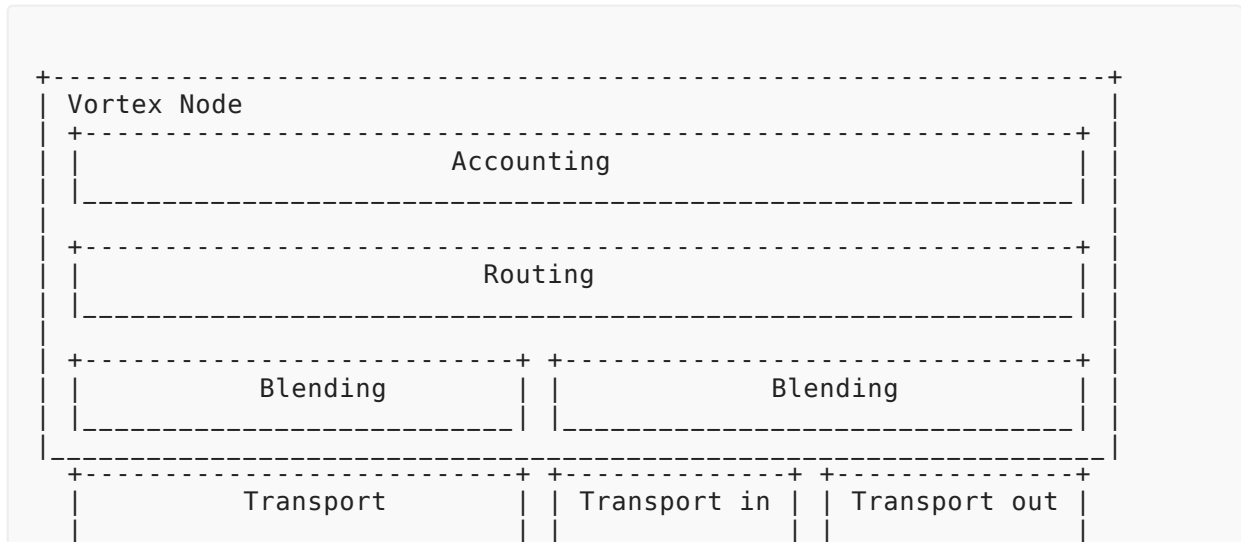 Vortex Node
Accounting
Routing
Blending Blending
Transport Transport in Transport out